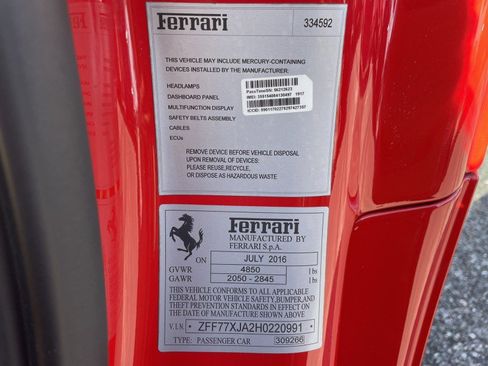 Ferrari 334592
THIS VEHICLE MAY INCLUDE MERCURY-CONTAINING
DEVICES INSTALLED BY THE MANUFACTURER:
HEADLAMPS
DASHBOARD PANEL
MULTIFUNCTION DISPLAY
SAFETY BELTS ASSEMBLY
CABLES
ECUs
REMOVE DEVICE BEFORE VEHICLE DISPOSAL
UPON REMOVAL OF DEVICES:
PLEASE REUSE,RECYCLE,
OR DISPOSE AS HAZARDOUS WASTE
Ferrari
MANUFACTURED BY
FERRARI S.p.A.
ON JULY 2016
GVWR 4850 lbs
GAWR 2050 - 2845 lbs
THIS VEHICLE CONFORMS TO ALL APPLICABLE
FEDERAL MOTOR VEHICLE SAFETY, BUMPER,AND
THEFT PREVENTION STANDARDS IN EFFECT ON
THE DATE OF MANUFACTURE SHOWN ABOVE
V.I.N ZFF77XJA2H0220991
TYPE: PASSENGER CAR 309266